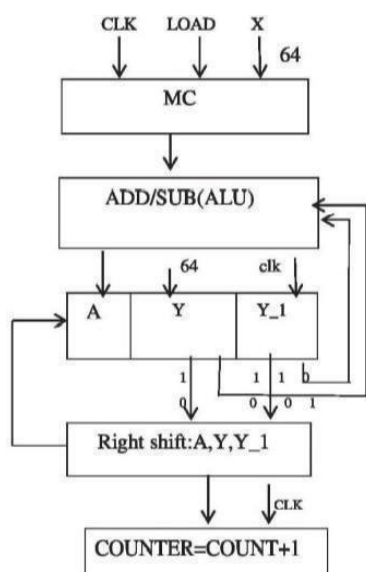 CLK LOAD X
64
MC
ADD/SUB(ALU)
64 clk
A Y Y_1
1 1 1 0
0 0 0 1
Right shift:A,Y,Y_1
CLK
COUNTER=COUNT+1